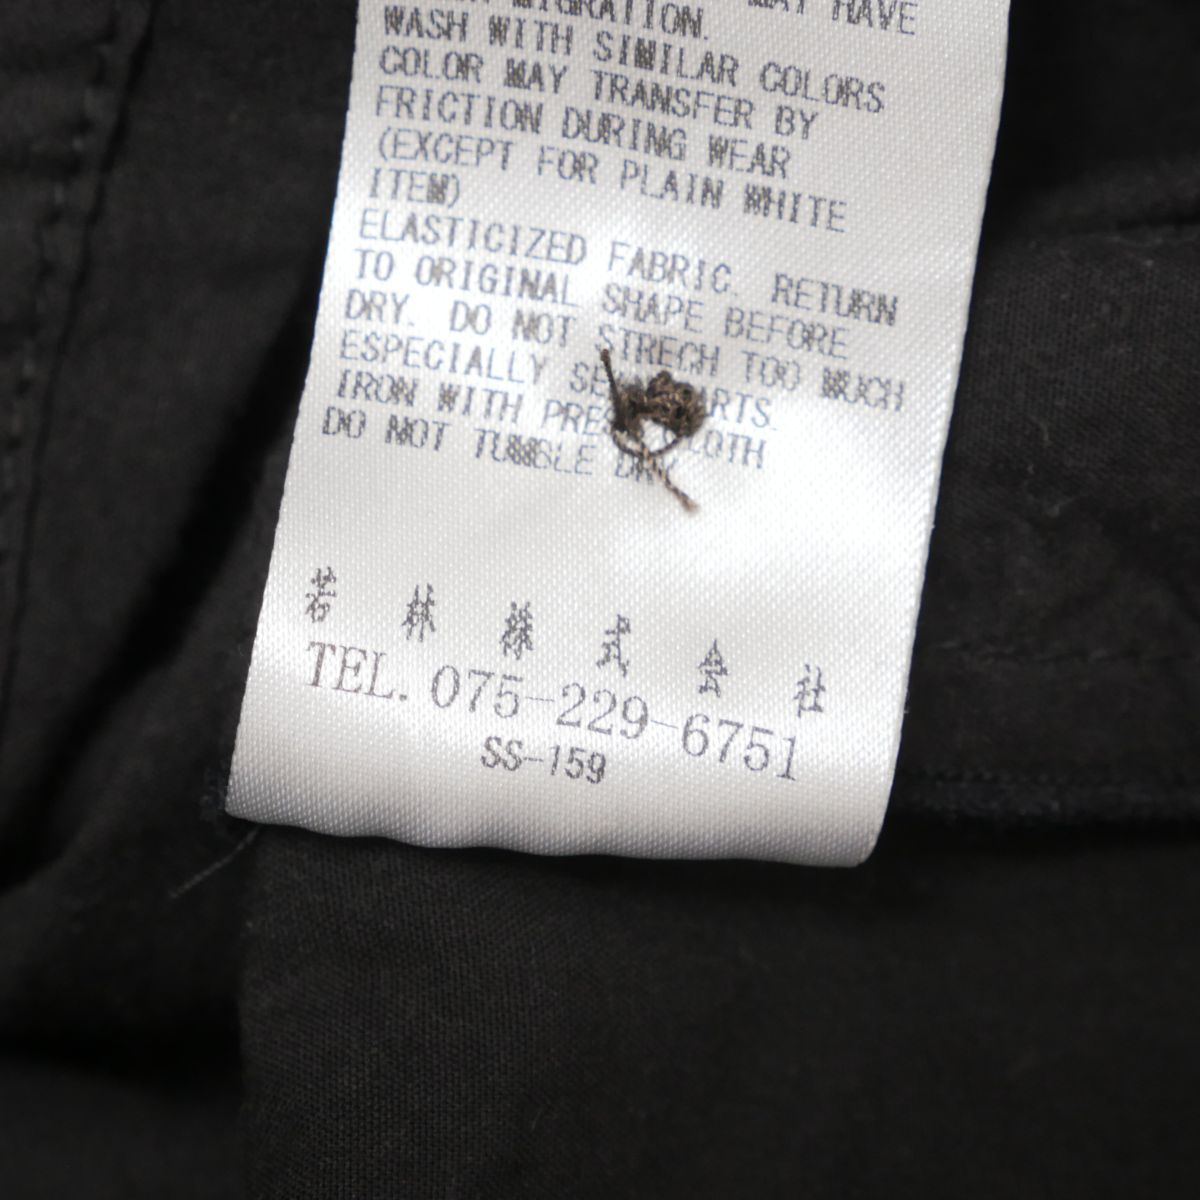 MIGRATION. MAY HAVE
WASH WITH SIMILAR COLORS
COLOR MAY TRANSFER BY
FRICTION DURING WEAR
(EXCEPT FOR PLAIN WHITE
ITEM)
ELASTICIZED FABRIC. RETURN
TO ORIGINAL SHAPE BEFORE
DRY. DO NOT STRECH TOO MUCH
ESPECIALLY
IRON WITH
DO NOT TUMBLE DRY
若林株式会社
TEL. 075-229-6751
SS-159